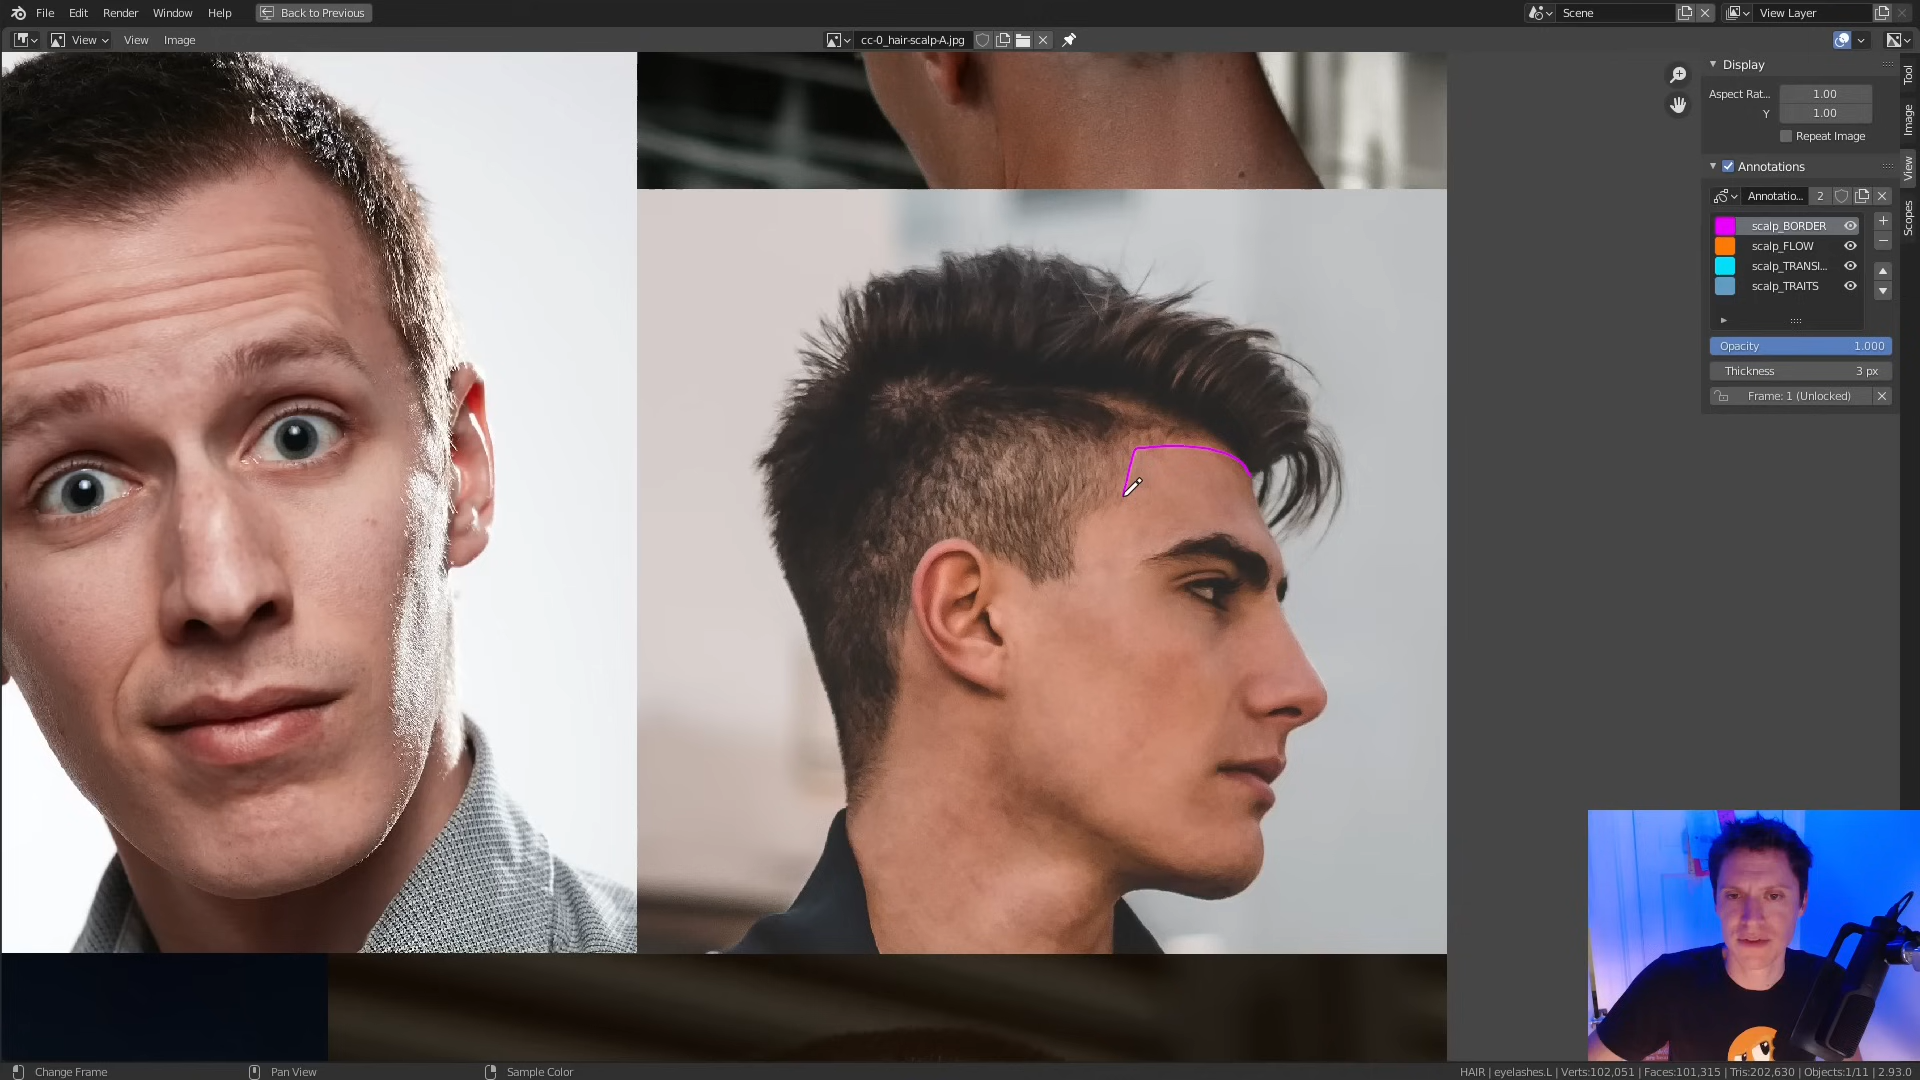 File Edit Render Window Help Back to Previous Scene View Layer
View View Image cc-0_hair-scalp-A.jpg
Display
Aspect Rat... 1.00
Y 1.00
Repeat Image
Annotations
Annotatio... 2
scalp_BORDER
scalp_FLOW
scalp_TRANSI...
scalp_TRAITS
Opacity 1.000
Thickness 3 px
Frame: 1 (Unlocked)
Tool
Image
View
Scopes
Change Frame Pan View Sample Color HAIR | eyelashes.L | Verts:102,051 | Faces:101,315 | Tris:202,630 | Objects:1/11 | 2.93.0